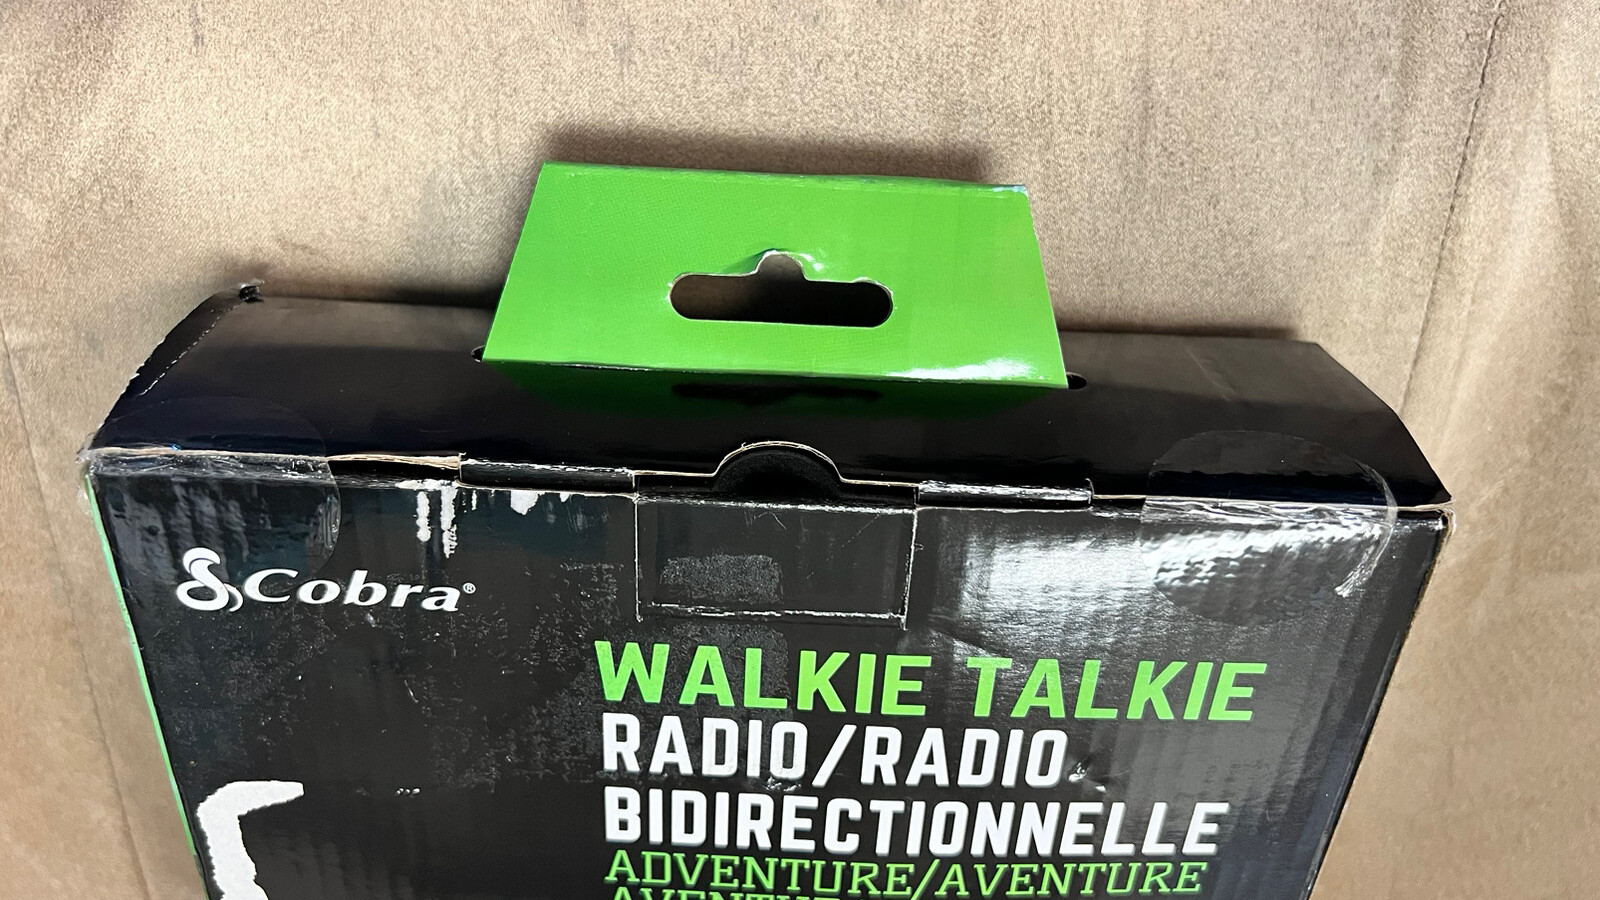 Cobra®
WALKIE TALKIE
RADIO/RADIO
BIDIRECTIONNELLE
ADVENTURE/AVENTURE